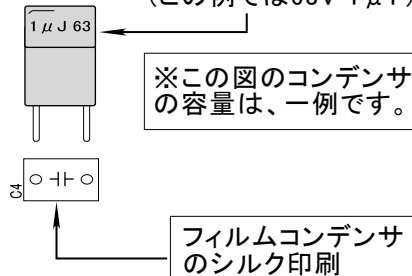 (この例では63V 1μF)
1μJ 63
※この図のコンデンサ
の容量は、一例です。
C4
フィルムコンデンサ
のシルク印刷